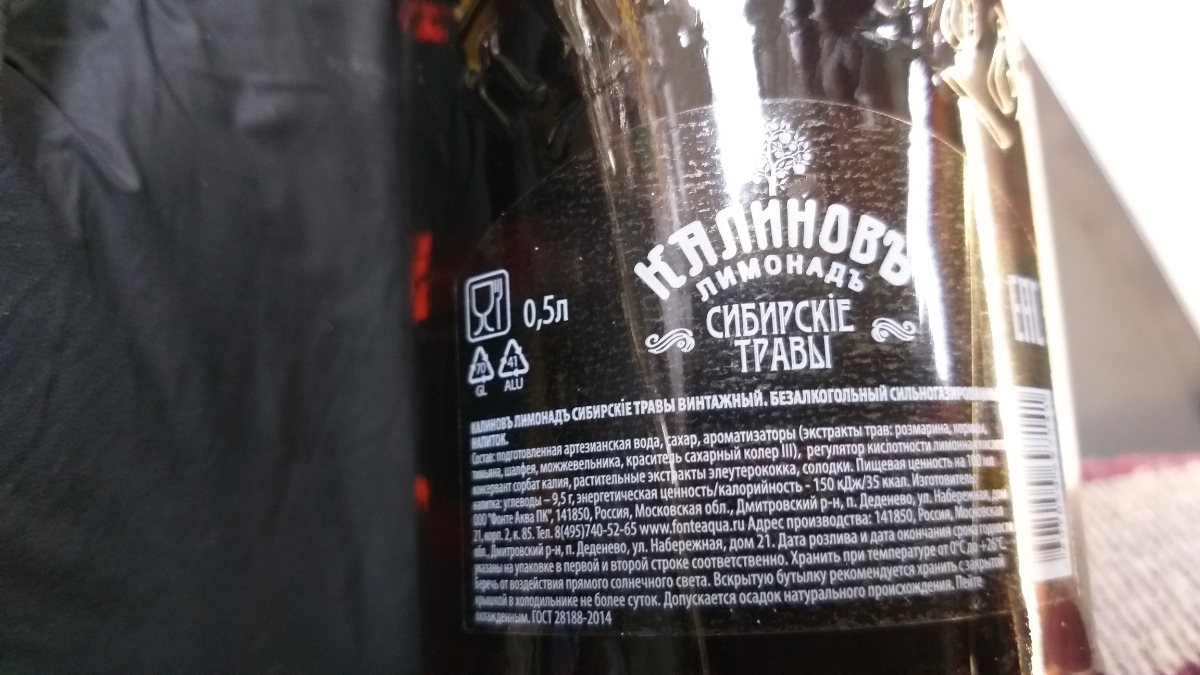 КАЛИНОВЪ
ЛИМОНАДЪ
СИБИРСКIЕ
ТРАВЫ
0,5л
70
GL
41
ALU
EAC
КАЛИНОВЪ ЛИМОНАДЪ СИБИРСКIЕ ТРАВЫ ВИНТАЖНЫЙ. БЕЗАЛКОГОЛЬНЫЙ СИЛЬНОГАЗИРОВАННЫЙ
НАПИТОК.
Состав: подготовленная артезианская вода, сахар, ароматизаторы (экстракты трав: розмарина, корицы,
тимьяна, шалфея, можжевельника, краситель сахарный колер III), регулятор кислотности лимонная кислота,
консервант сорбат калия, растительные экстракты элеутерококка, солодки. Пищевая ценность на 100 мл
напитка: углеводы – 9,5 г, энергетическая ценность/калорийность - 150 кДж/35 ккал. Изготовитель:
ООО "Фонте Аква ПК", 141850, Россия, Московская обл., Дмитровский р-н, п. Деденево, ул. Набережная, дом
21, корп. 2, к. 85. Тел. 8(495)740-52-65 www.fonteaqua.ru Адрес производства: 141850, Россия, Московская
обл., Дмитровский р-н, п. Деденево, ул. Набережная, дом 21. Дата розлива и дата окончания срока годности
указаны на упаковке в первой и второй строке соответственно. Хранить при температуре от 0°С до +26°С.
Беречь от воздействия прямого солнечного света. Вскрытую бутылку рекомендуется хранить с закрытой
крышкой в холодильнике не более суток. Допускается осадок натурального происхождения. Пейте
охлажденным. ГОСТ 28188-2014